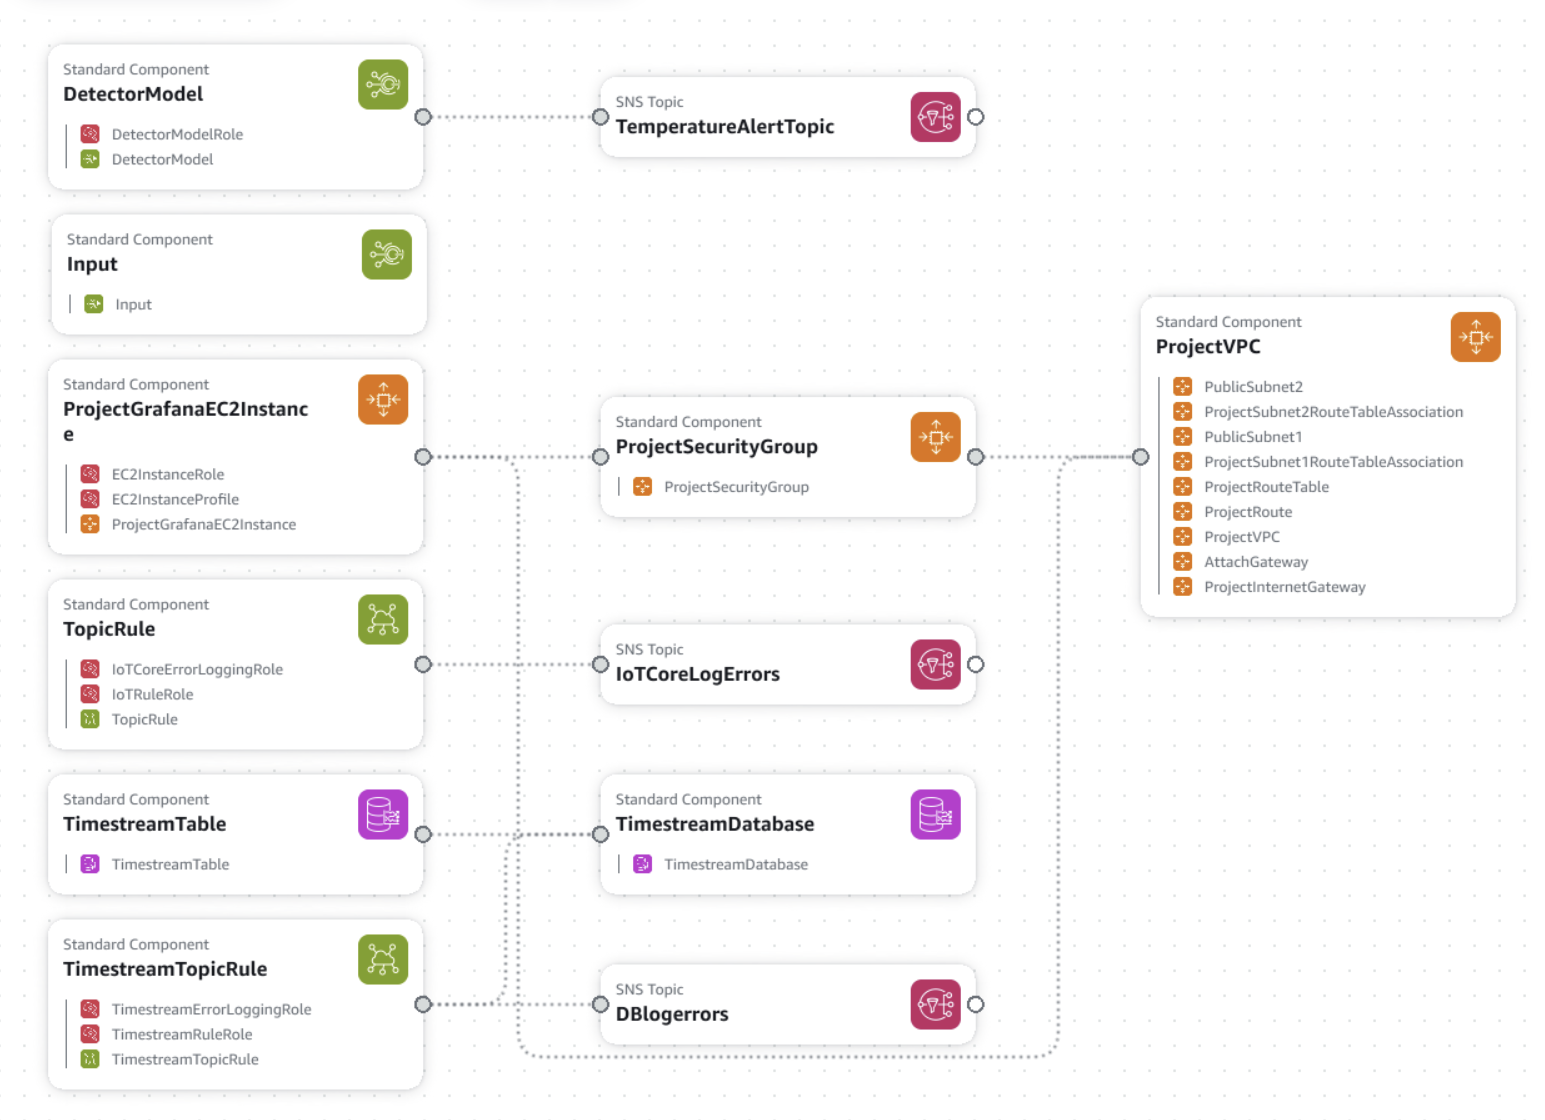 Standard Component
DetectorModel
DetectorModelRole
DetectorModel
SNS Topic
TemperatureAlertTopic
Standard Component
Input
Input
Standard Component
ProjectGrafanaEC2Instanc
e
EC2InstanceRole
EC2InstanceProfile
ProjectGrafanaEC2Instance
Standard Component
ProjectSecurityGroup
ProjectSecurityGroup
Standard Component
ProjectVPC
PublicSubnet2
ProjectSubnet2RouteTableAssociation
PublicSubnet1
ProjectSubnet1RouteTableAssociation
ProjectRouteTable
ProjectRoute
ProjectVPC
AttachGateway
ProjectInternetGateway
Standard Component
TopicRule
IoTCoreErrorLoggingRole
IoTRuleRole
TopicRule
SNS Topic
IoTCoreLogErrors
Standard Component
TimestreamTable
TimestreamTable
Standard Component
TimestreamDatabase
TimestreamDatabase
Standard Component
TimestreamTopicRule
TimestreamErrorLoggingRole
TimestreamRuleRole
TimestreamTopicRule
SNS Topic
DBlogerrors